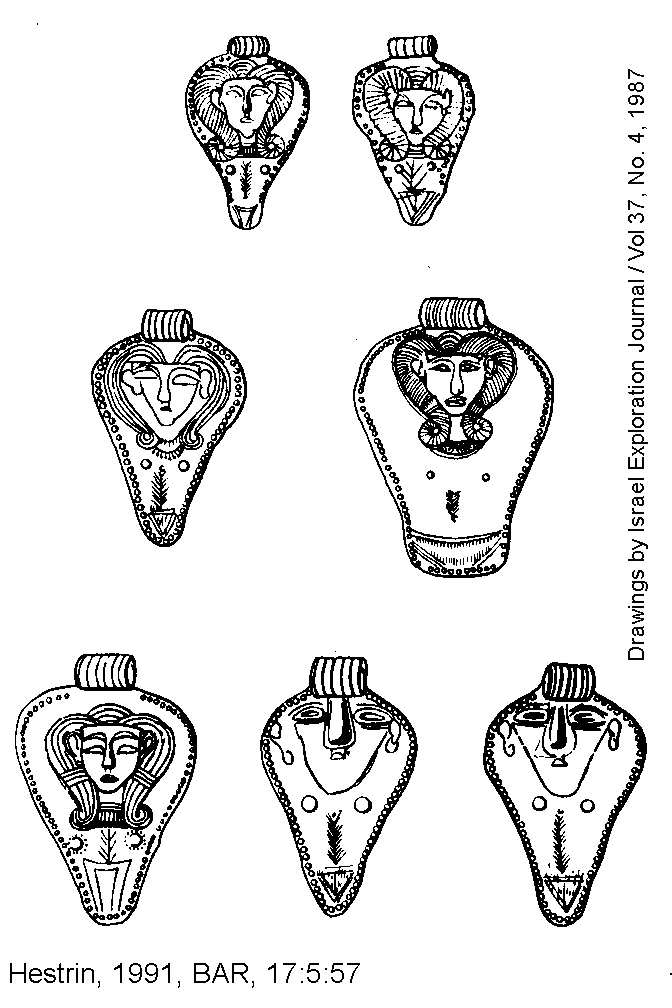 Drawings by Israel Exploration Journal / Vol 37, No. 4, 1987
Hestrin, 1991, BAR, 17:5:57